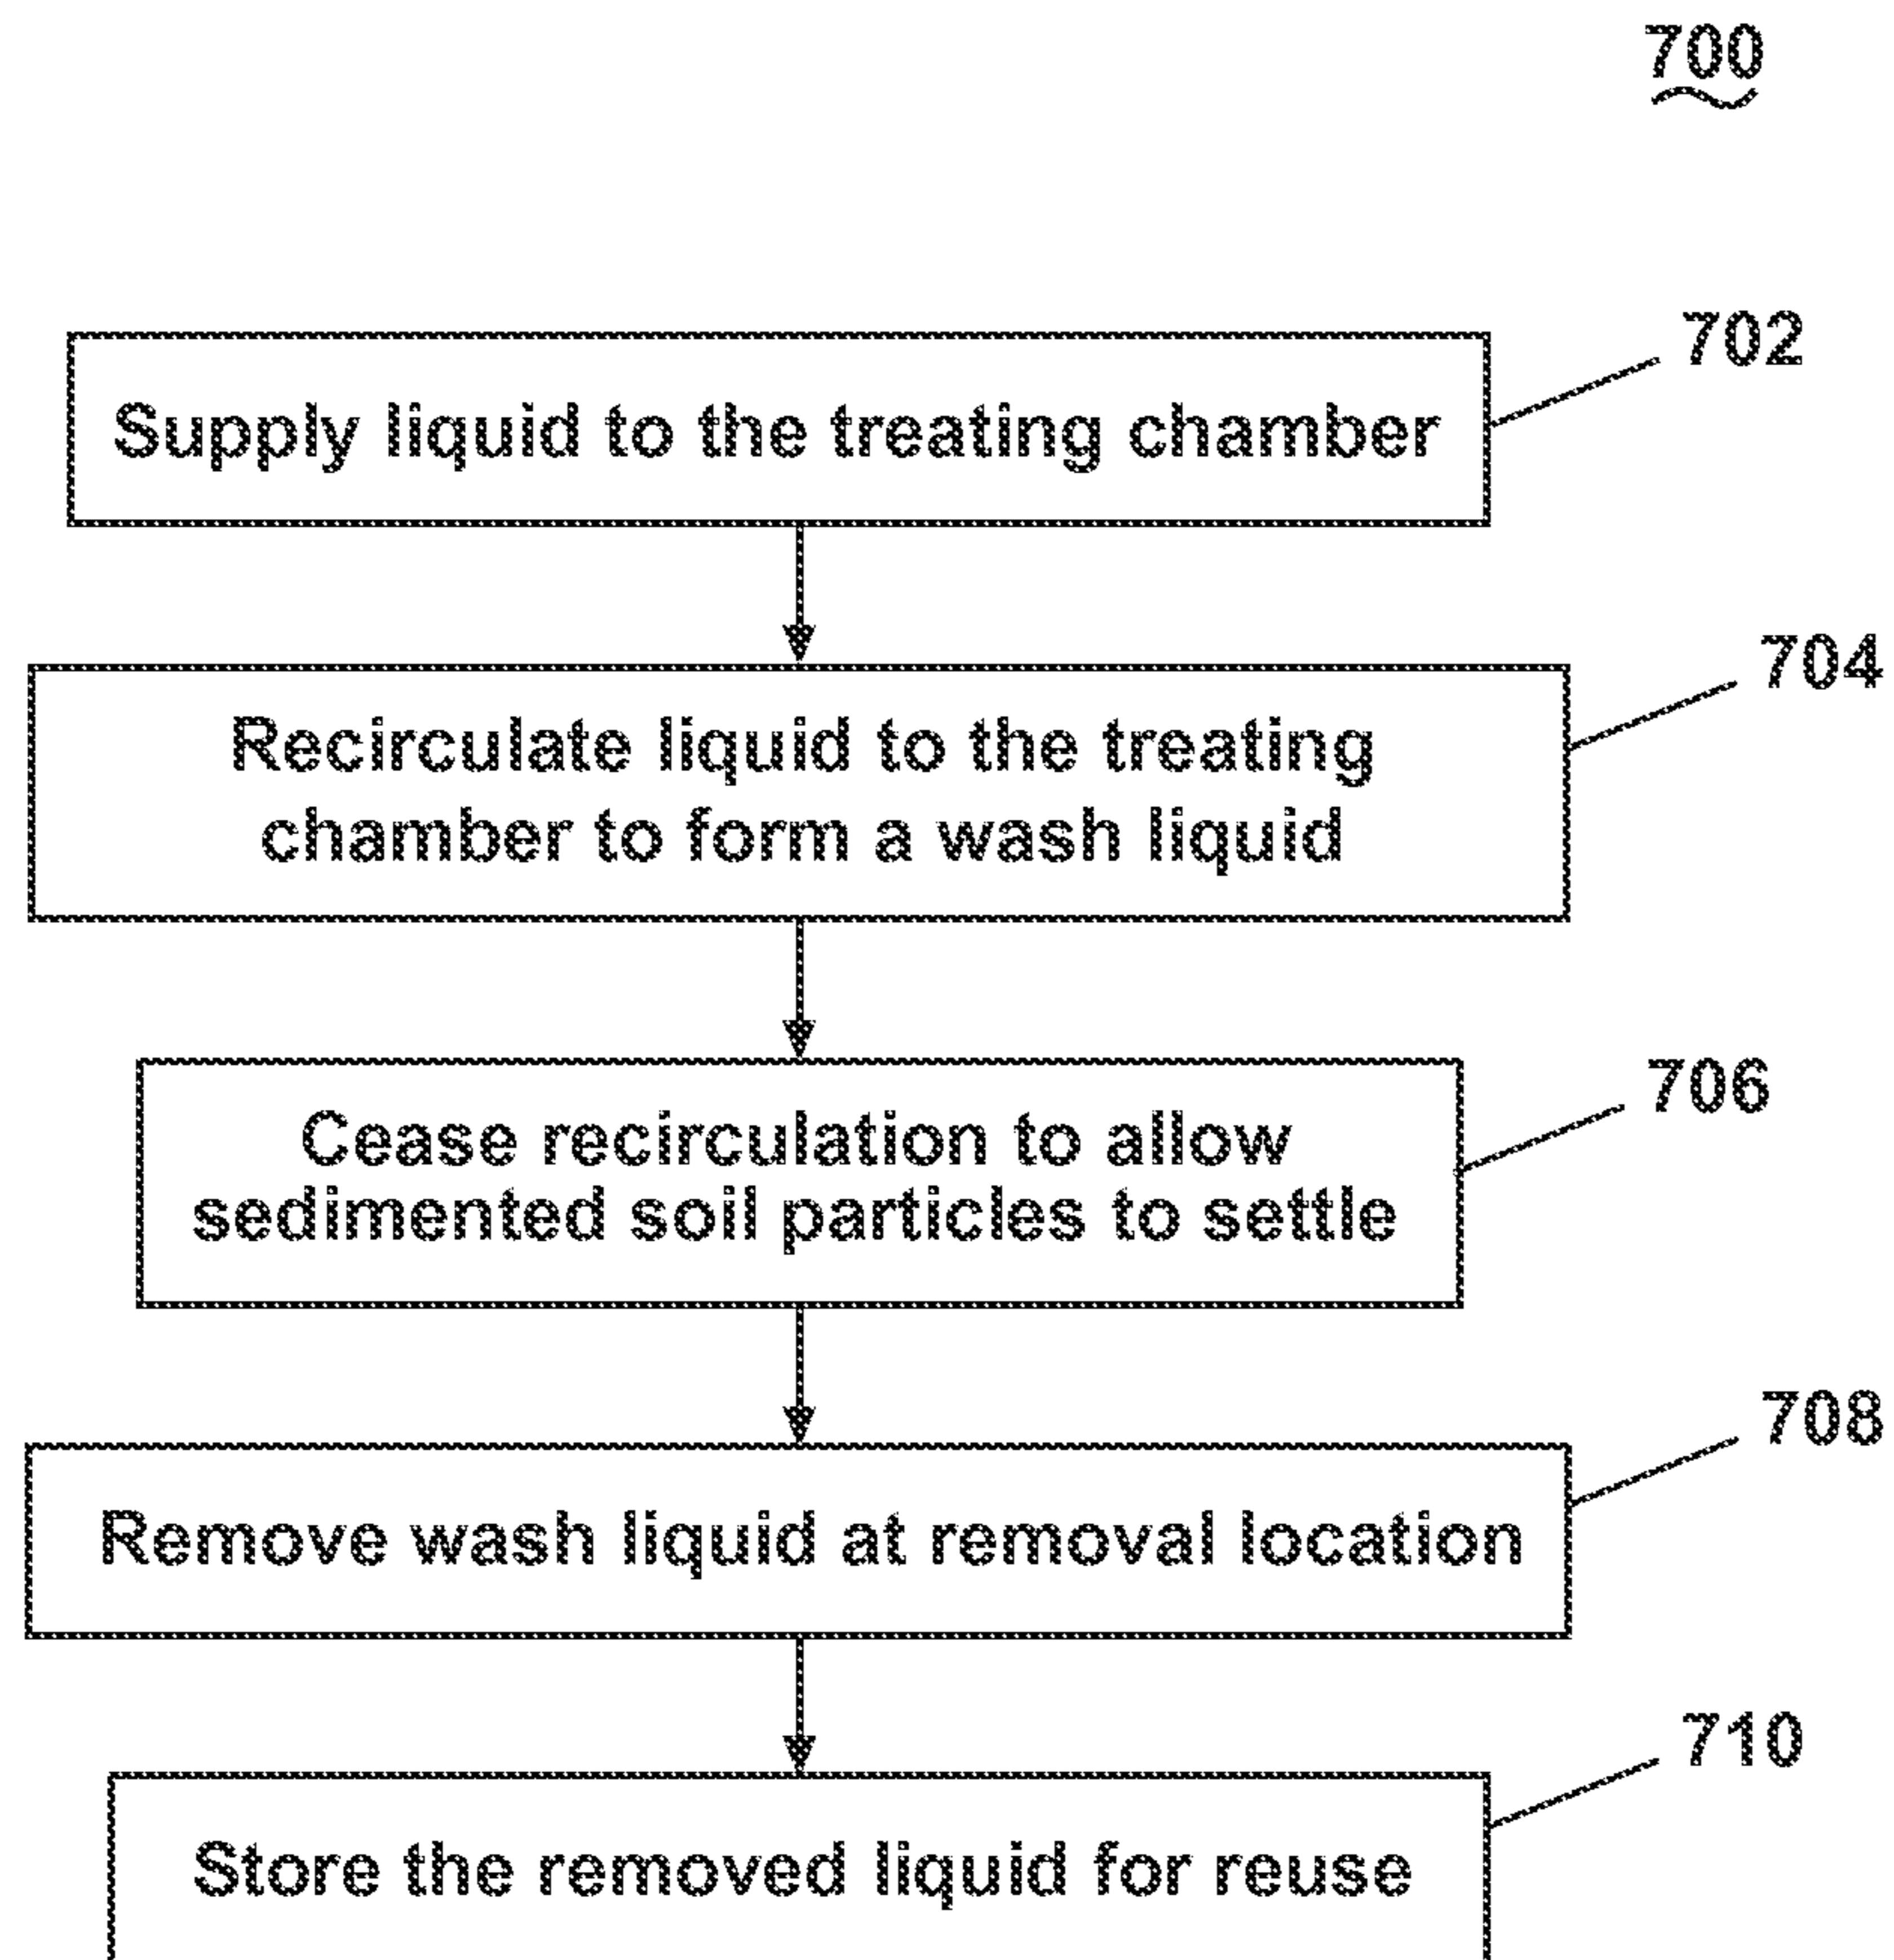 700
702
Supply liquid to the treating chamber
704
Recirculate liquid to the treating
chamber to form a wash liquid
706
Cease recirculation to allow
sedimented soil particles to settle
708
Remove wash liquid at removal location
710
Store the removed liquid for reuse